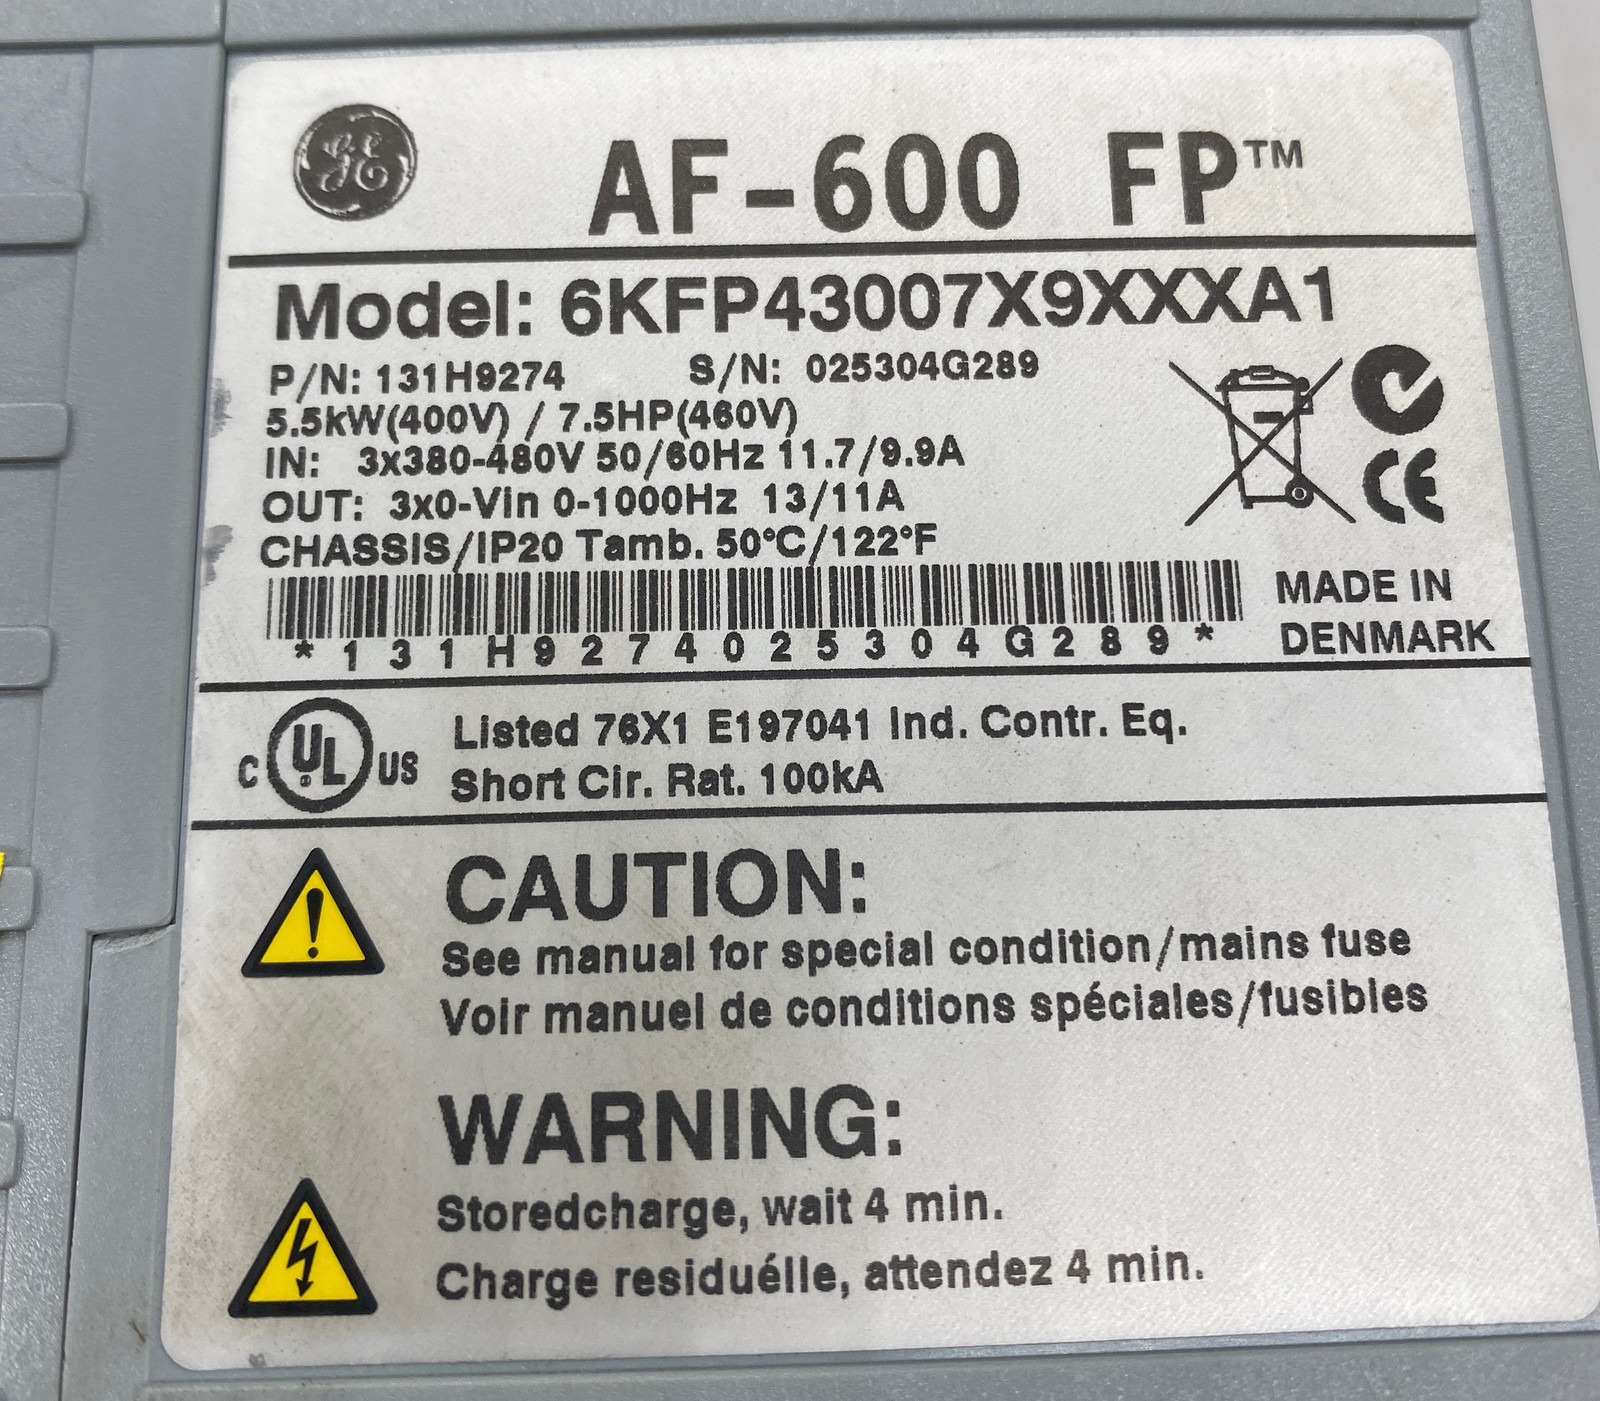 GE
AF-600 FP™
Model: 6KFP43007X9XXXA1
P/N: 131H9274 S/N: 025304G289
5.5kW(400V) / 7.5HP(460V)
IN: 3x380-480V 50/60Hz 11.7/9.9A
OUT: 3x0-Vin 0-1000Hz 13/11A
CHASSIS/IP20 Tamb. 50°C/122°F
CE
*131H9274025304G289*
MADE IN
DENMARK
C UL US
Listed 76X1 E197041 Ind. Contr. Eq.
Short Cir. Rat. 100kA
CAUTION:
See manual for special condition/mains fuse
Voir manuel de conditions spéciales/fusibles
WARNING:
Storedcharge, wait 4 min.
Charge residuélle, attendez 4 min.